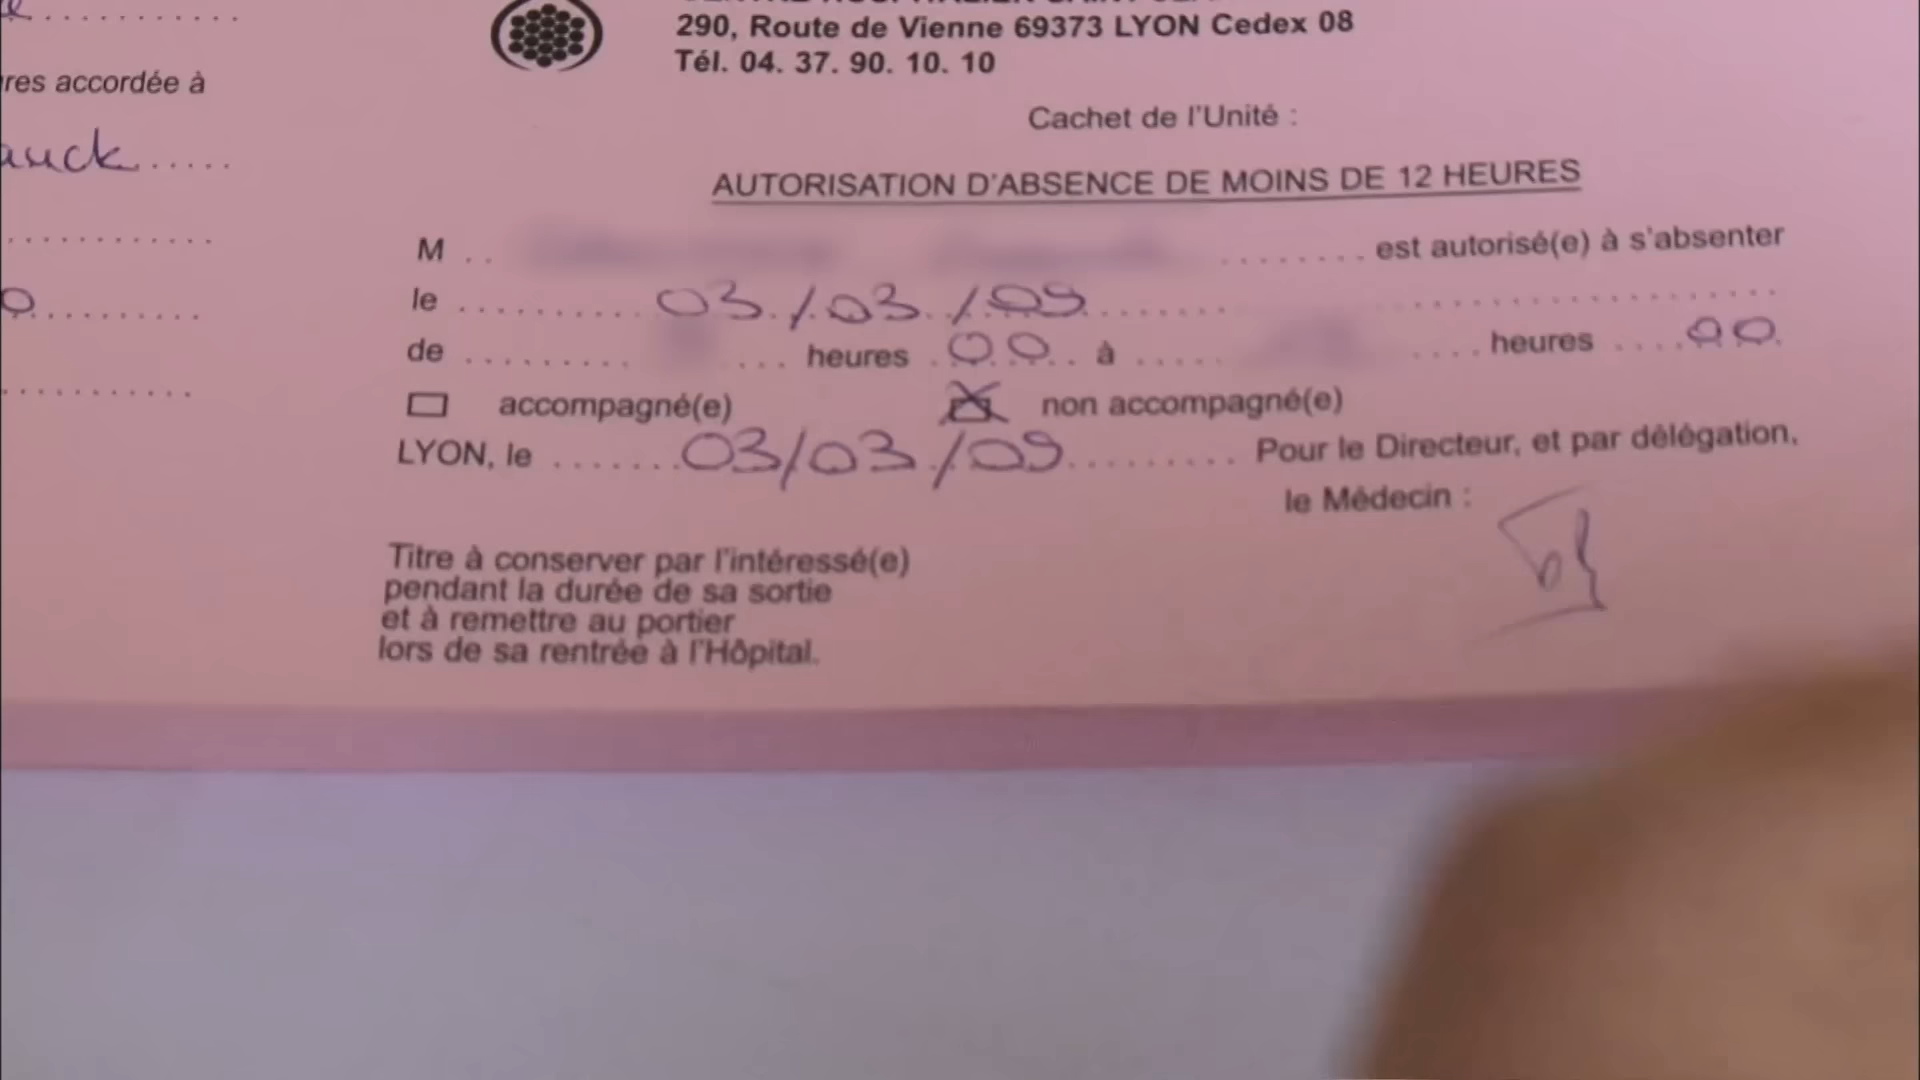 290, Route de Vienne 69373 LYON Cedex 08
Tél. 04. 37. 90. 10. 10
accordée à
Cachet de l'Unité :
AUTORISATION D'ABSENCE DE MOINS DE 12 HEURES
M .. ........ est autorisé(e) à s'absenter
le .......... 03/03/09 ..........
de .......... heures 00 à .......... heures .... 00
accompagné(e) non accompagné(e)
LYON, le ....... 03/03/09 ......... Pour le Directeur, et par délégation,
le Médecin :
Titre à conserver par l'intéressé(e)
pendant la durée de sa sortie
et à remettre au portier
lors de sa rentrée à l'Hôpital.